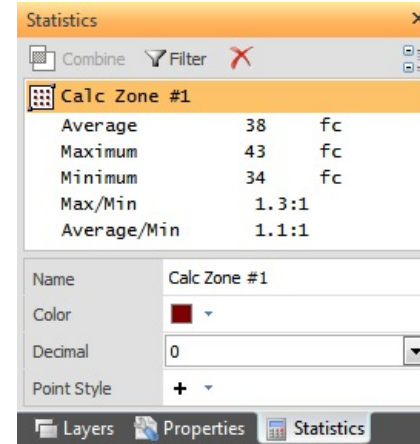 Statistics
Combine Filter
Calc Zone #1
Average 38 fc
Maximum 43 fc
Minimum 34 fc
Max/Min 1.3:1
Average/Min 1.1:1
Name Calc Zone #1
Color
Decimal 0
Point Style +
Layers Properties Statistics